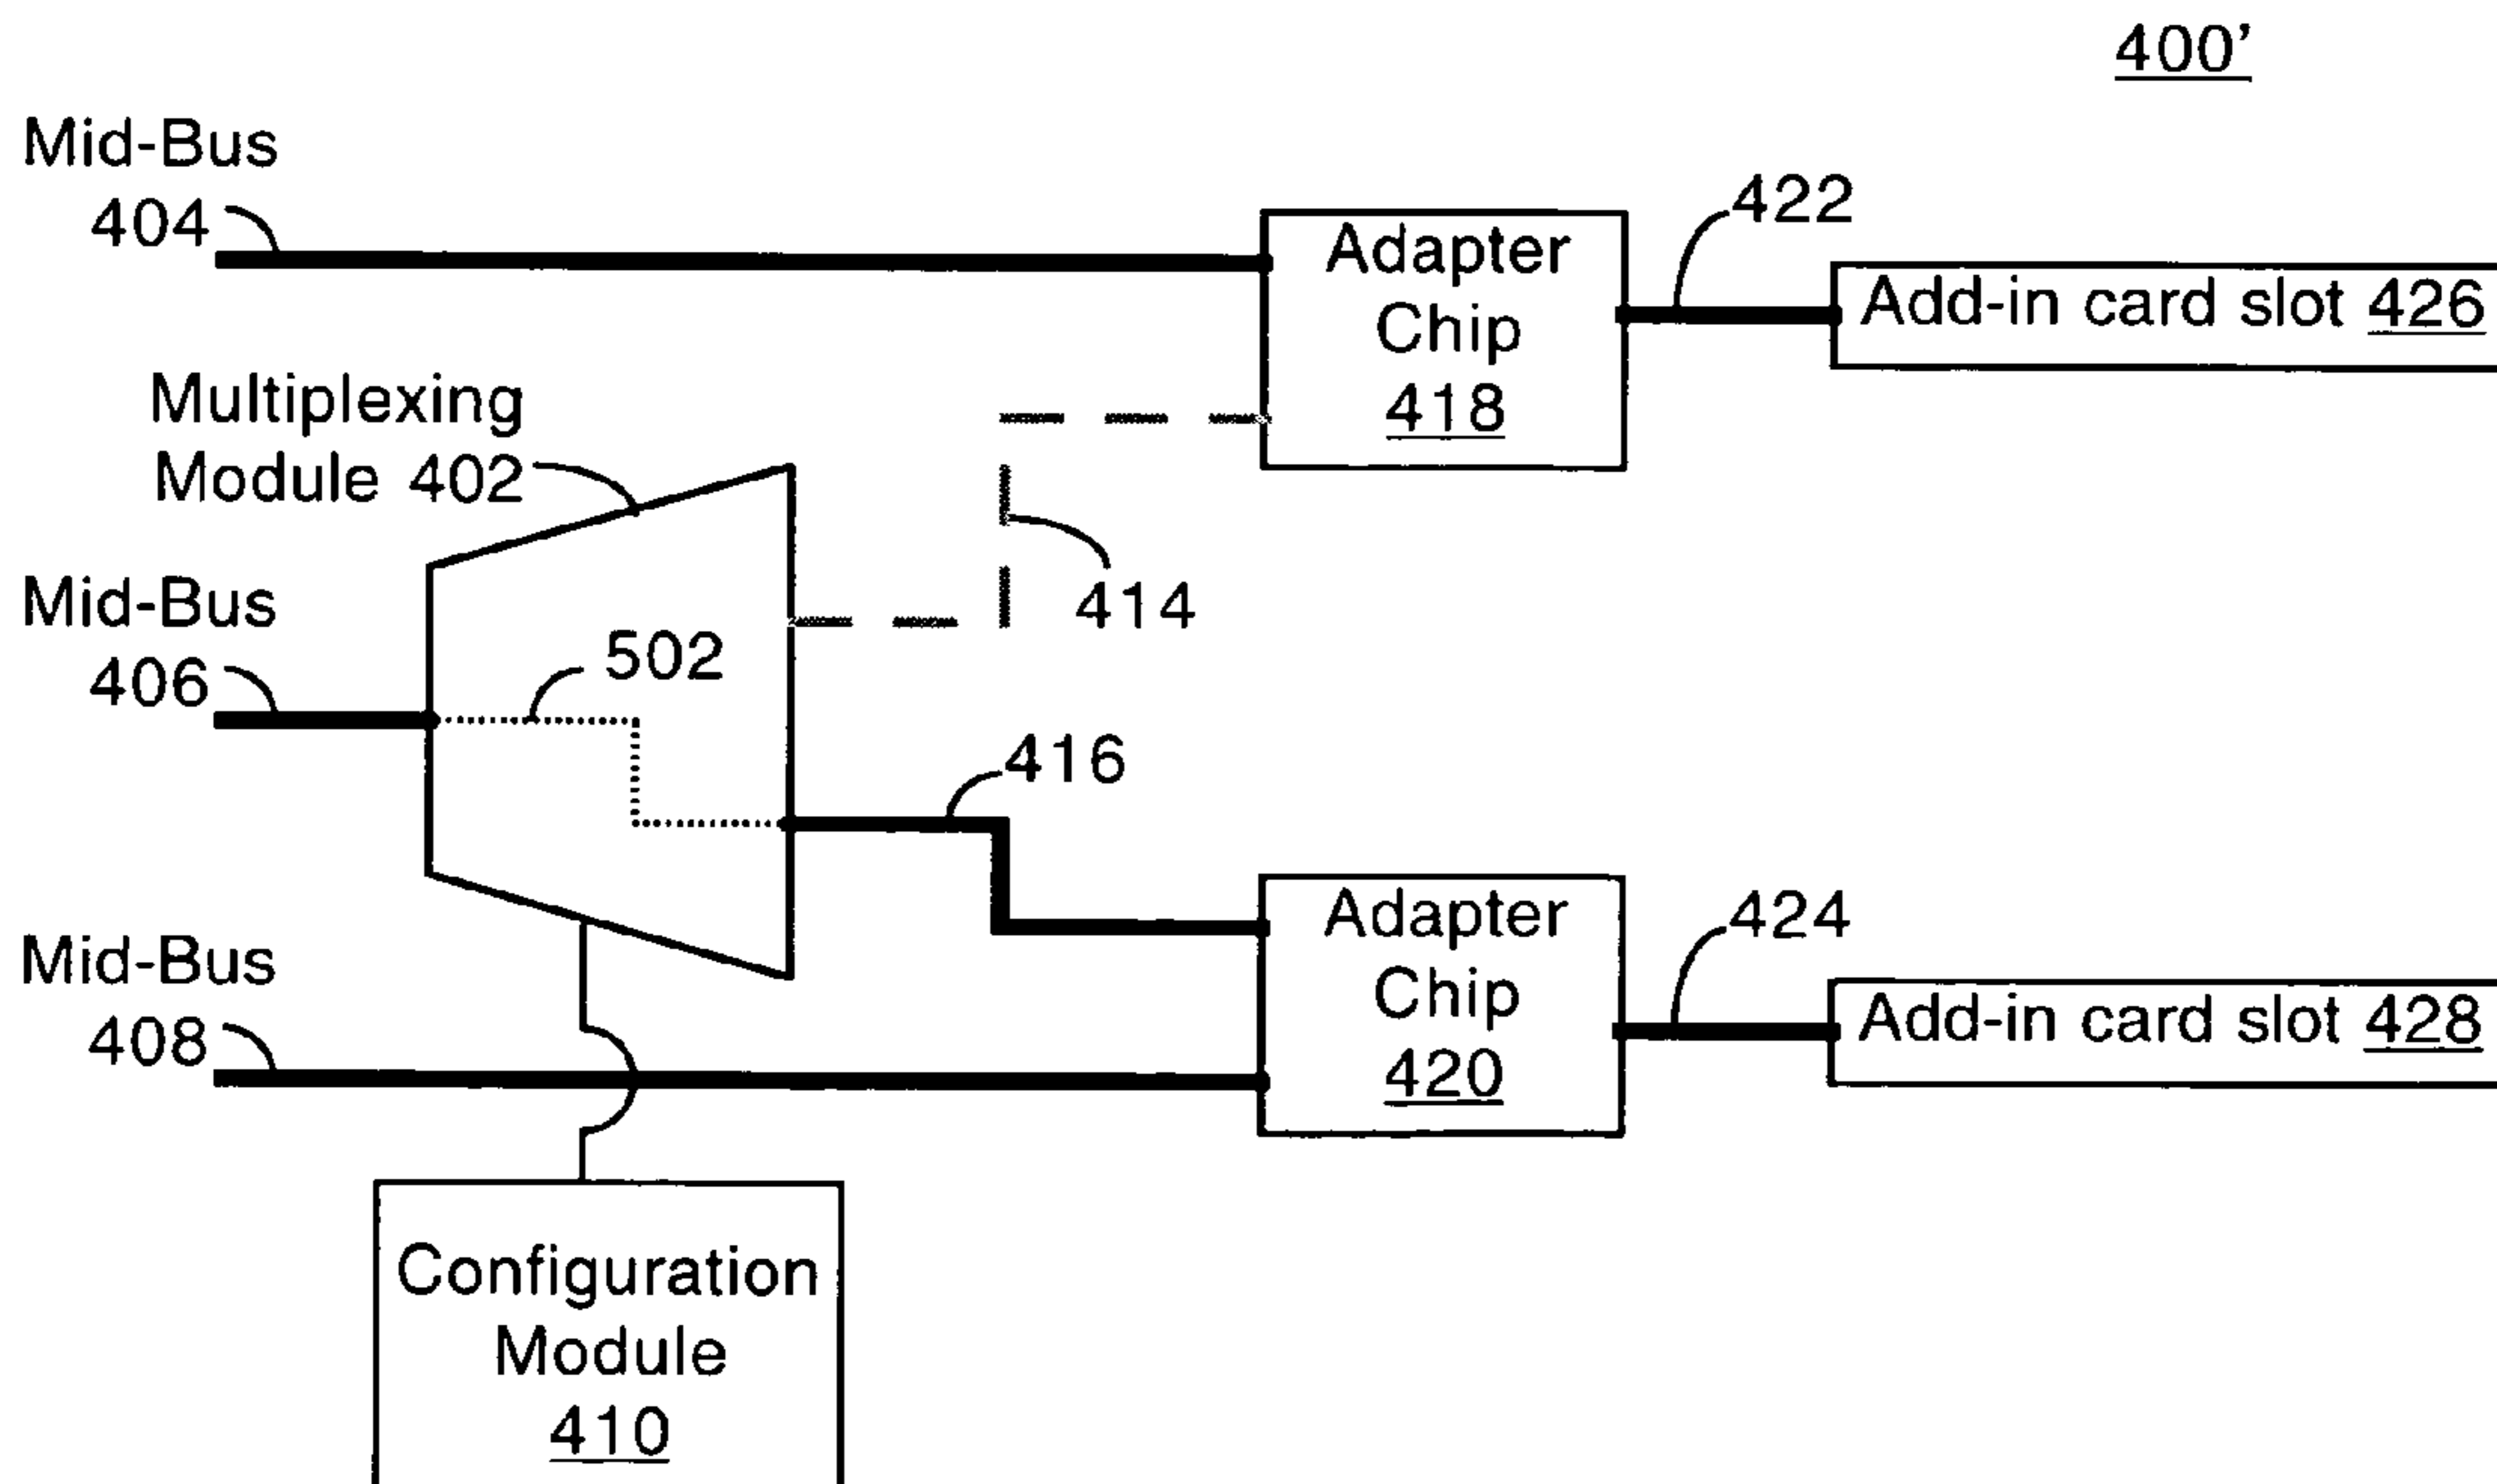 400’
Mid-Bus
404
Adapter
Chip
418
422
Add-in card slot 426
Multiplexing
Module 402
414
Mid-Bus
406
502
416
Mid-Bus
408
Adapter
Chip
420
424
Add-in card slot 428
Configuration
Module
410